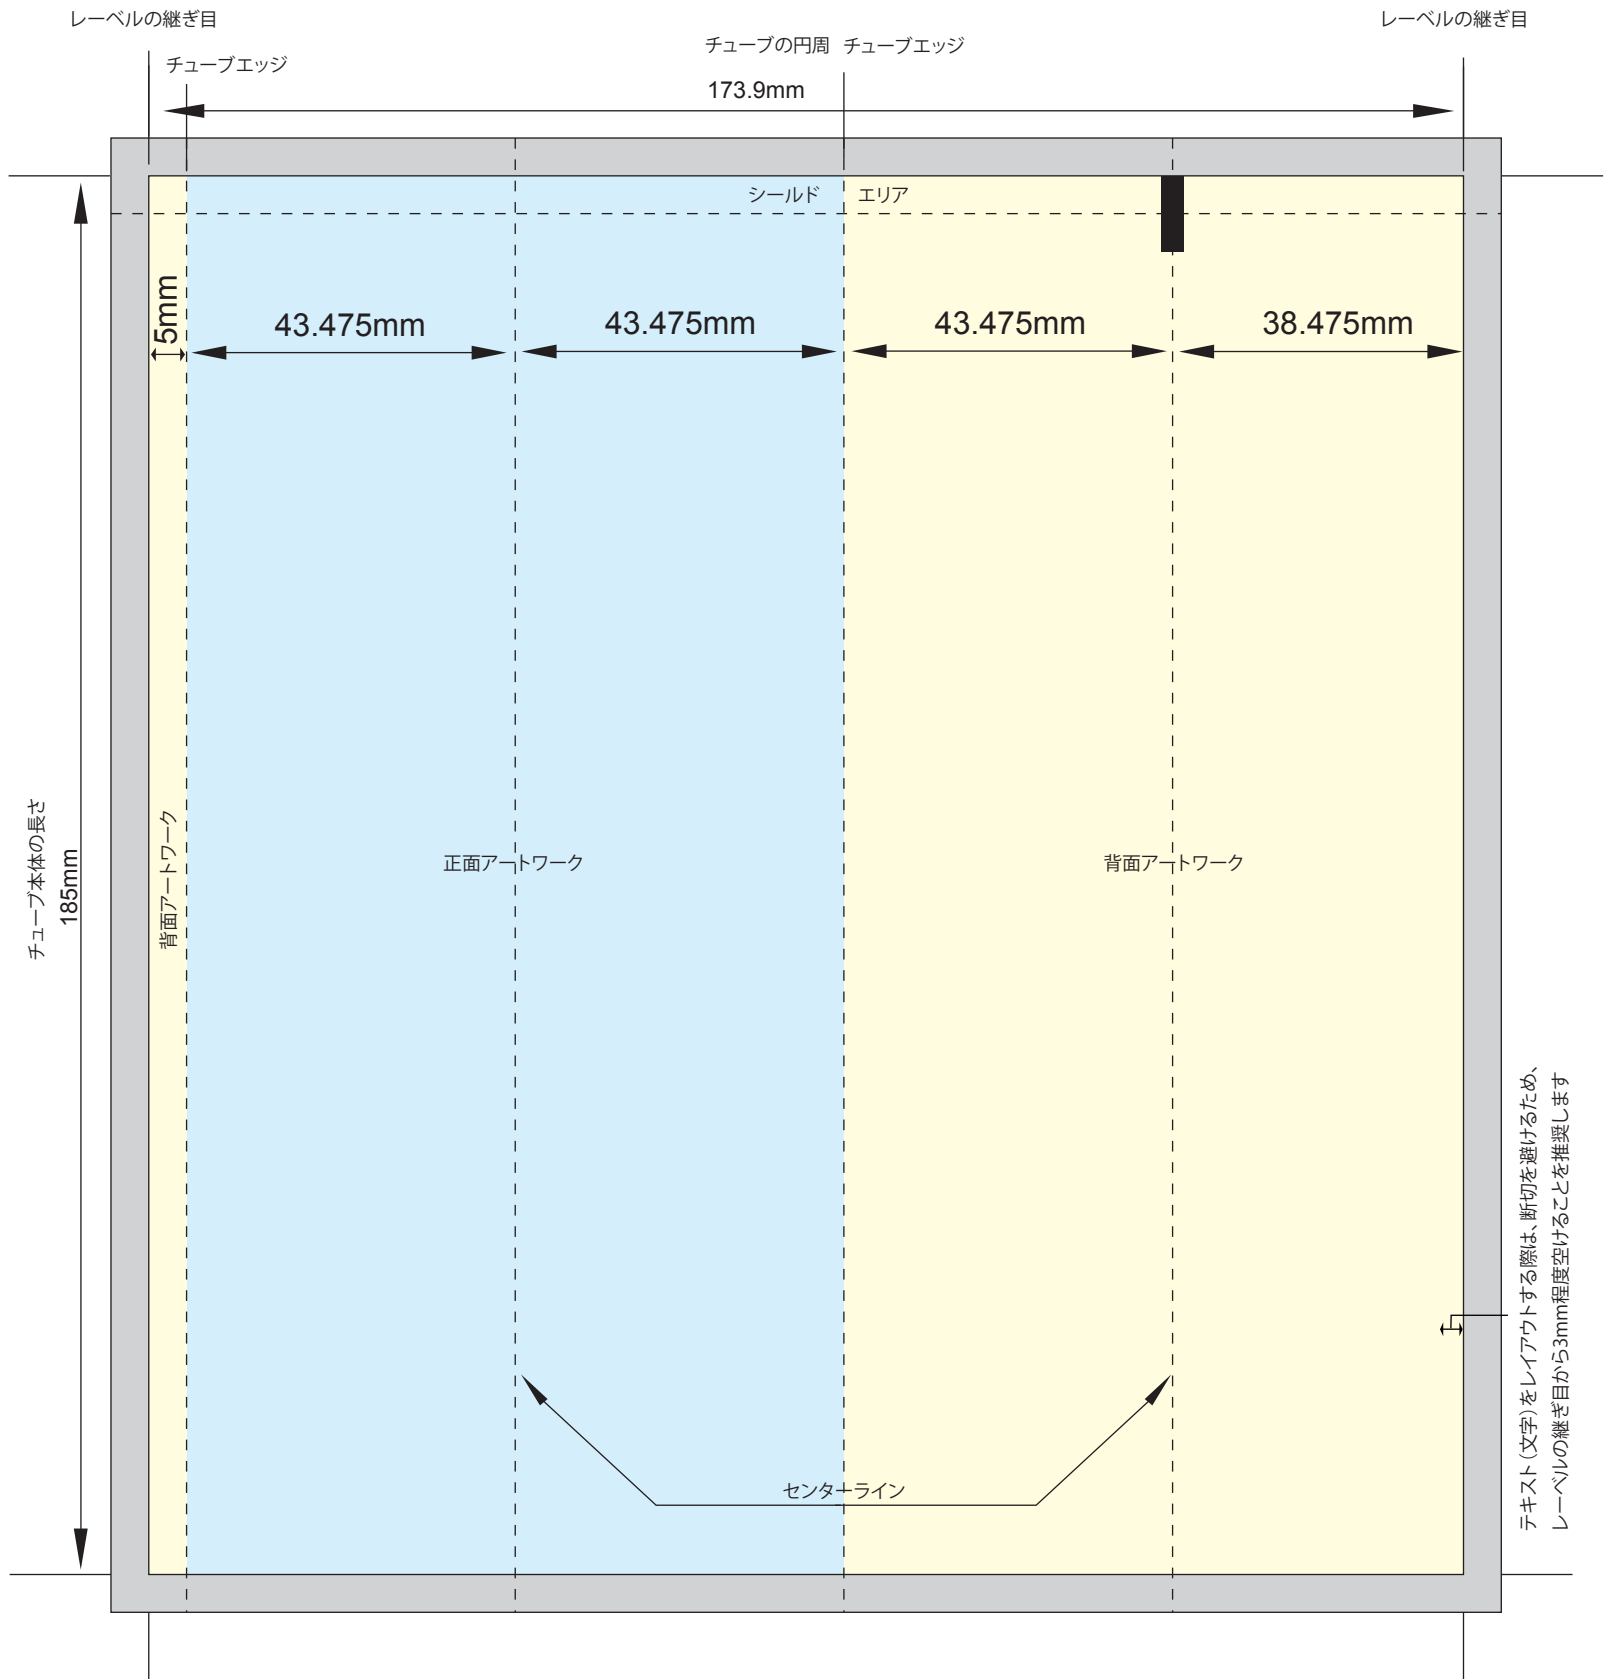 レーベルの継ぎ目
レーベルの継ぎ目
チューブの円周
チューブエッジ
チューブエッジ
173.9mm
シールド
エリア
5mm
43.475mm
43.475mm
43.475mm
38.475mm
チューブ本体の長さ
185mm
背面アートワーク
正面アートワーク
背面アートワーク
テキスト(文字)をレイアウトする際は、断切を避けるため、
レーベルの継ぎ目から3mm程度空けることを推奨します
センターライン